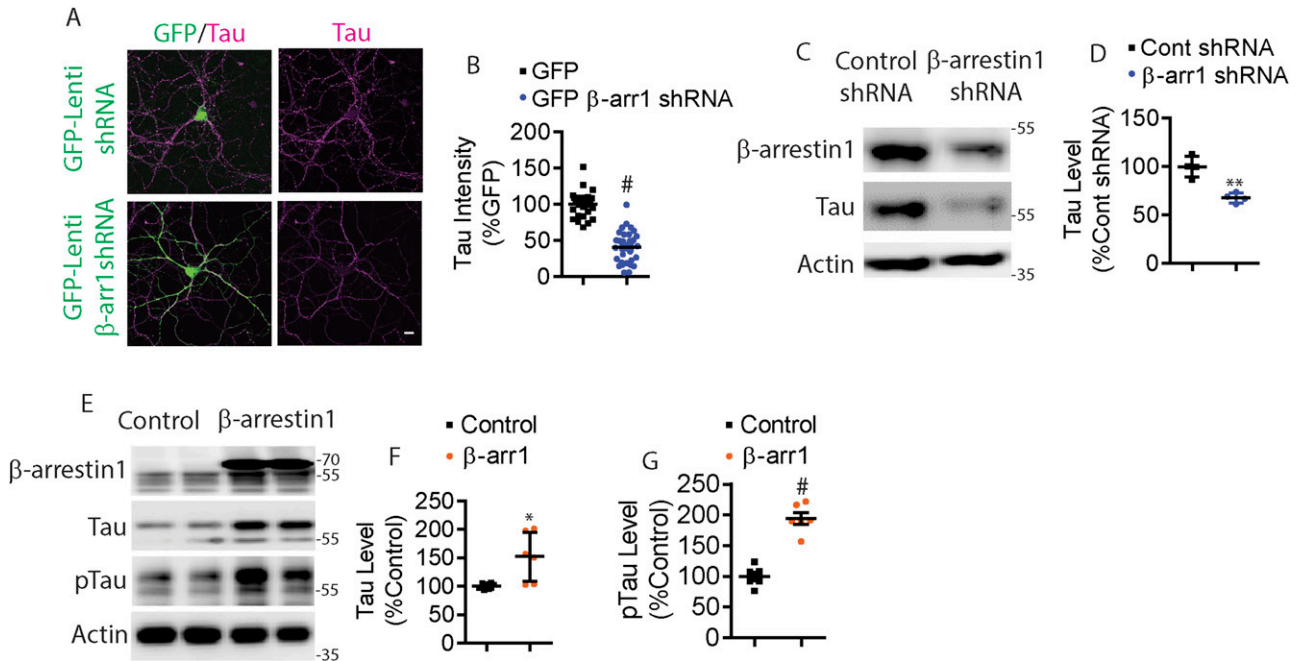 A
GFP/Tau
Tau
GFP-Lenti
shRNA
GFP-Lenti
β-arr1shRNA
B
GFP
GFP β-arr1 shRNA
Tau Intensity
(%GFP)
200
150
100
50
0
#
C
Control
shRNA
β-arrestin1
shRNA
β-arrestin1
Tau
Actin
-55
-55
-35
D
Cont shRNA
β-arr1 shRNA
Tau Level
(%Cont shRNA)
150
100
50
0
**
E
Control
β-arrestin1
β-arrestin1
Tau
pTau
Actin
-70
-55
-55
-55
-35
F
Control
β-arr1
Tau Level
(%Control)
250
200
150
100
50
0
*
G
Control
β-arr1
pTau Level
(%Control)
250
200
150
100
50
0
#